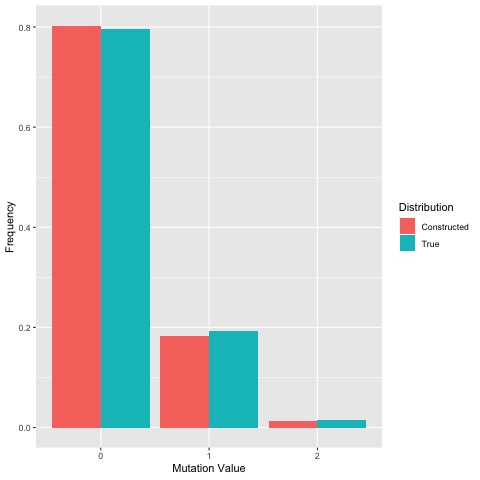 0.8
0.6
0.4
0.2
0.0
Frequency
0 1 2
Mutation Value
Distribution
Constructed
True